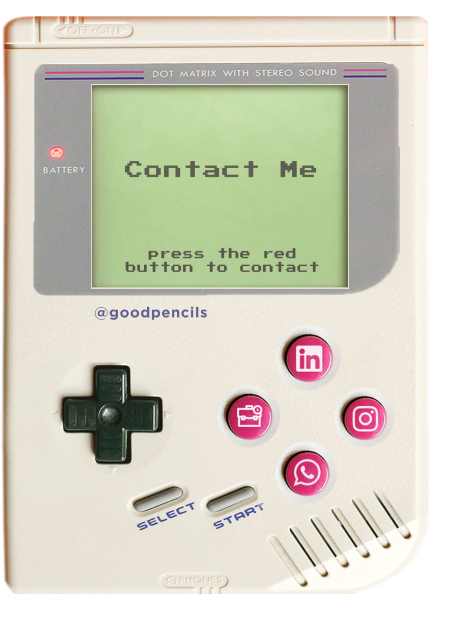 ◁OFF•ON▷
DOT MATRIX WITH STEREO SOUND
BATTERY
Contact Me
press the red
button to contact
@goodpencils
in
SELECT
START
PHONES